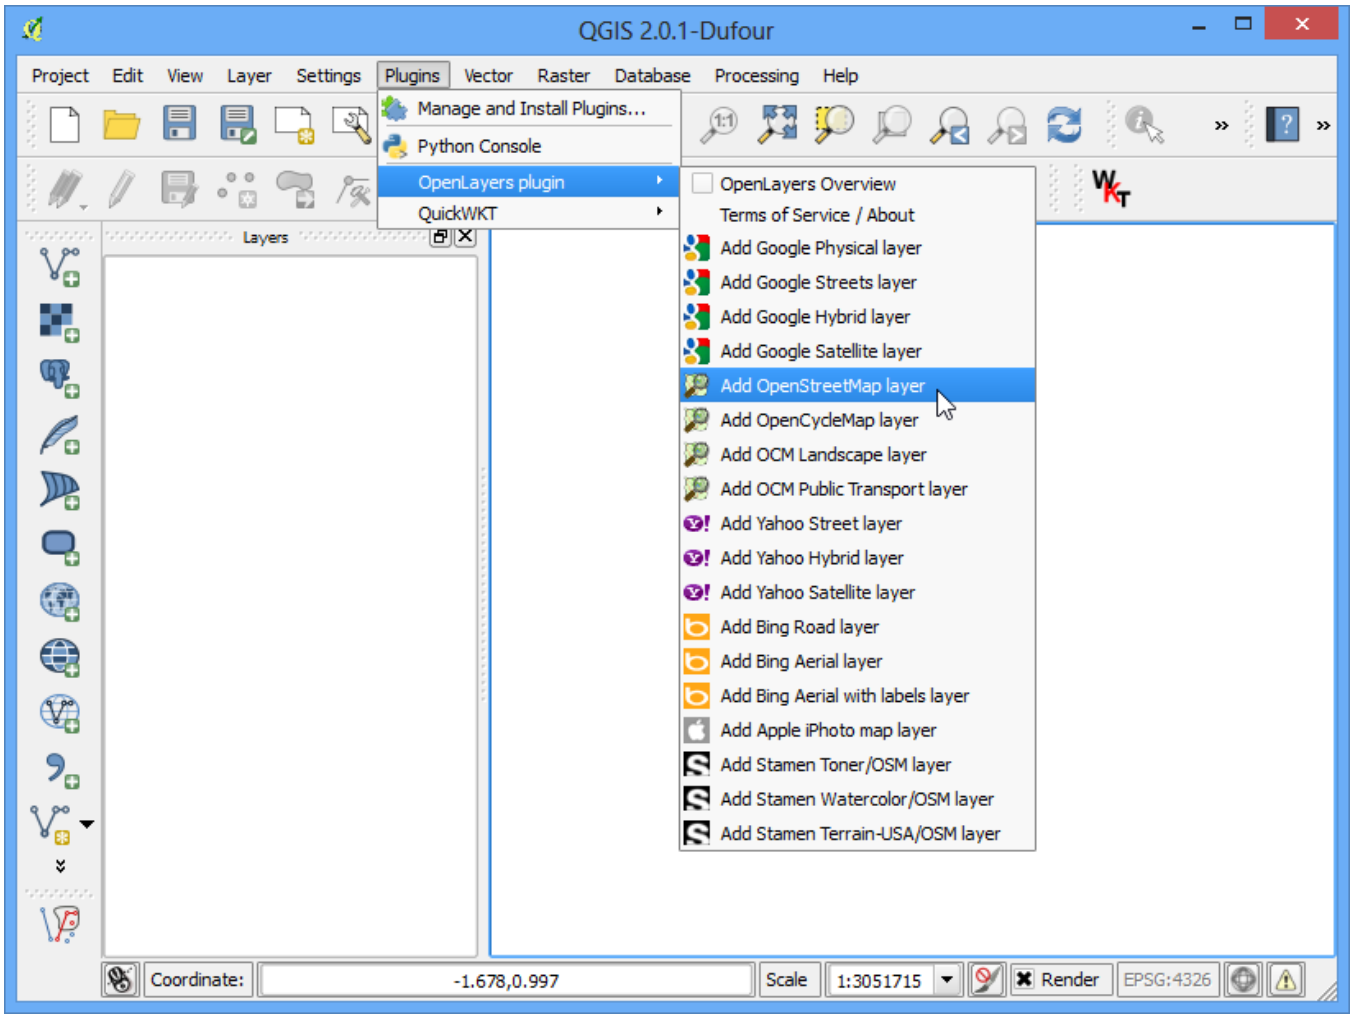 QGIS 2.0.1-Dufour
Project Edit View Layer Settings Plugins Vector Raster Database Processing Help
Manage and Install Plugins...
Python Console
OpenLayers plugin
QuickWKT
1:1
WKT
OpenLayers Overview
Terms of Service / About
Add Google Physical layer
Add Google Streets layer
Add Google Hybrid layer
Add Google Satellite layer
Add OpenStreetMap layer
Add OpenCycleMap layer
Add OCM Landscape layer
Add OCM Public Transport layer
Add Yahoo Street layer
Add Yahoo Hybrid layer
Add Yahoo Satellite layer
Add Bing Road layer
Add Bing Aerial layer
Add Bing Aerial with labels layer
Add Apple iPhoto map layer
Add Stamen Toner/OSM layer
Add Stamen Watercolor/OSM layer
Add Stamen Terrain-USA/OSM layer
Layers
Coordinate: -1.678,0.997 Scale 1:3051715 Render EPSG:4326